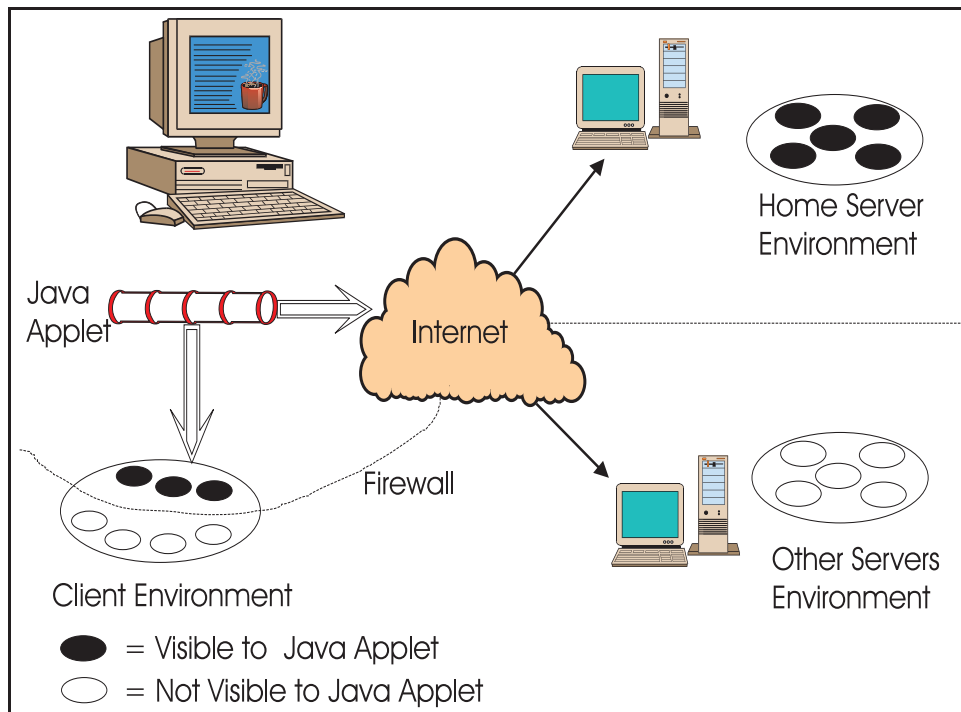 Home Server
Environment
Java
Applet
Internet
Firewall
Other Servers
Environment
Client Environment
= Visible to Java Applet
= Not Visible to Java Applet